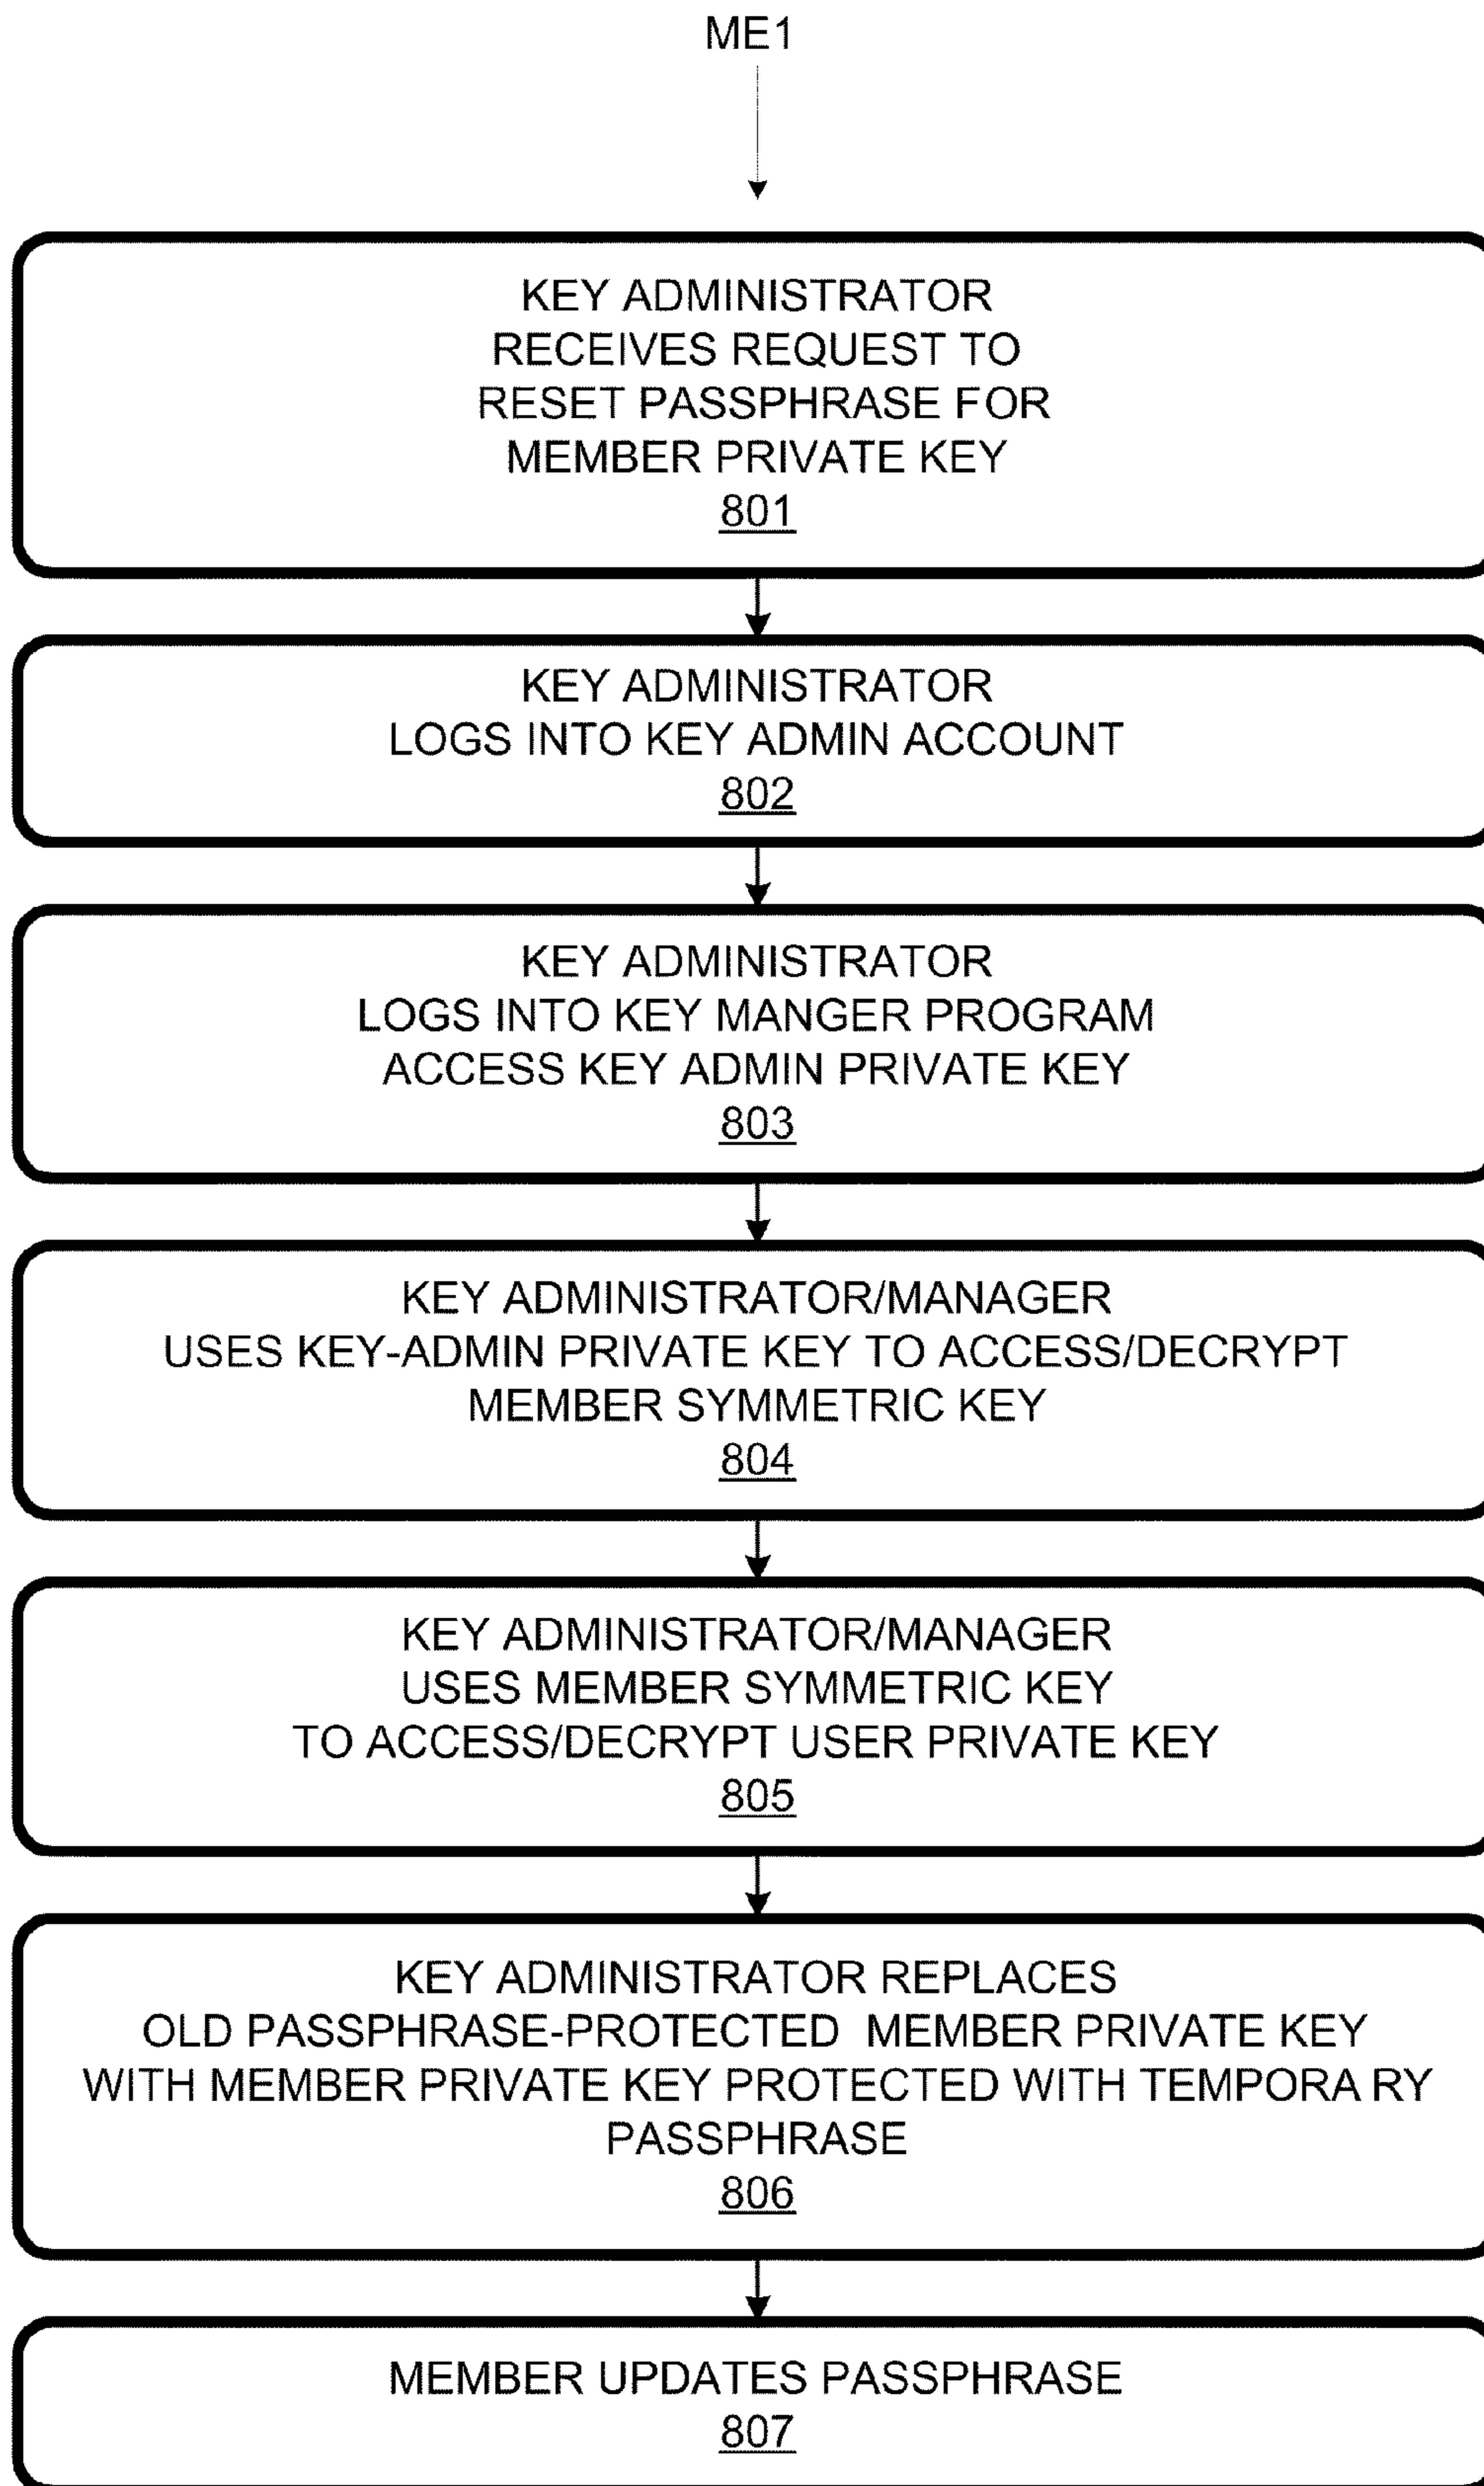 ME1
KEY ADMINISTRATOR
RECEIVES REQUEST TO
RESET PASSPHRASE FOR
MEMBER PRIVATE KEY
801
KEY ADMINISTRATOR
LOGS INTO KEY ADMIN ACCOUNT
802
KEY ADMINISTRATOR
LOGS INTO KEY MANGER PROGRAM
ACCESS KEY ADMIN PRIVATE KEY
803
KEY ADMINISTRATOR/MANAGER
USES KEY-ADMIN PRIVATE KEY TO ACCESS/DECRYPT
MEMBER SYMMETRIC KEY
804
KEY ADMINISTRATOR/MANAGER
USES MEMBER SYMMETRIC KEY
TO ACCESS/DECRYPT USER PRIVATE KEY
805
KEY ADMINISTRATOR REPLACES
OLD PASSPHRASE-PROTECTED MEMBER PRIVATE KEY
WITH MEMBER PRIVATE KEY PROTECTED WITH TEMPORA RY
PASSPHRASE
806
MEMBER UPDATES PASSPHRASE
807